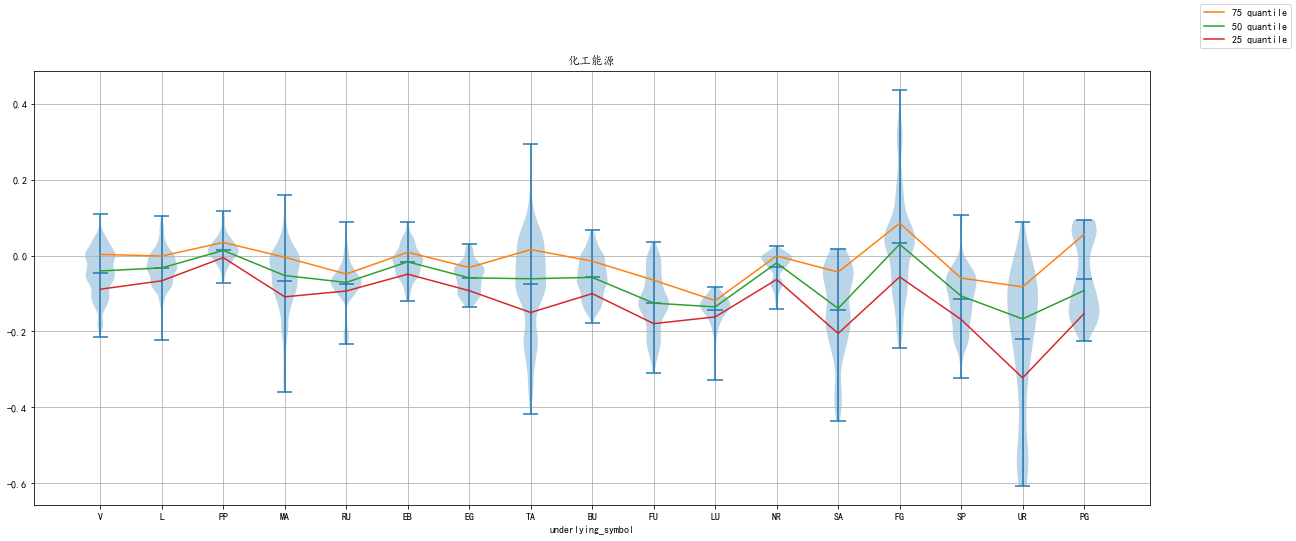 75 quantile
50 quantile
25 quantile
化工能源
0.4
0.2
0.0
−0.2
−0.4
−0.6
V L PP MA RU EB EG TA BU FU LU NR SA FG SP UR PG
underlying_symbol